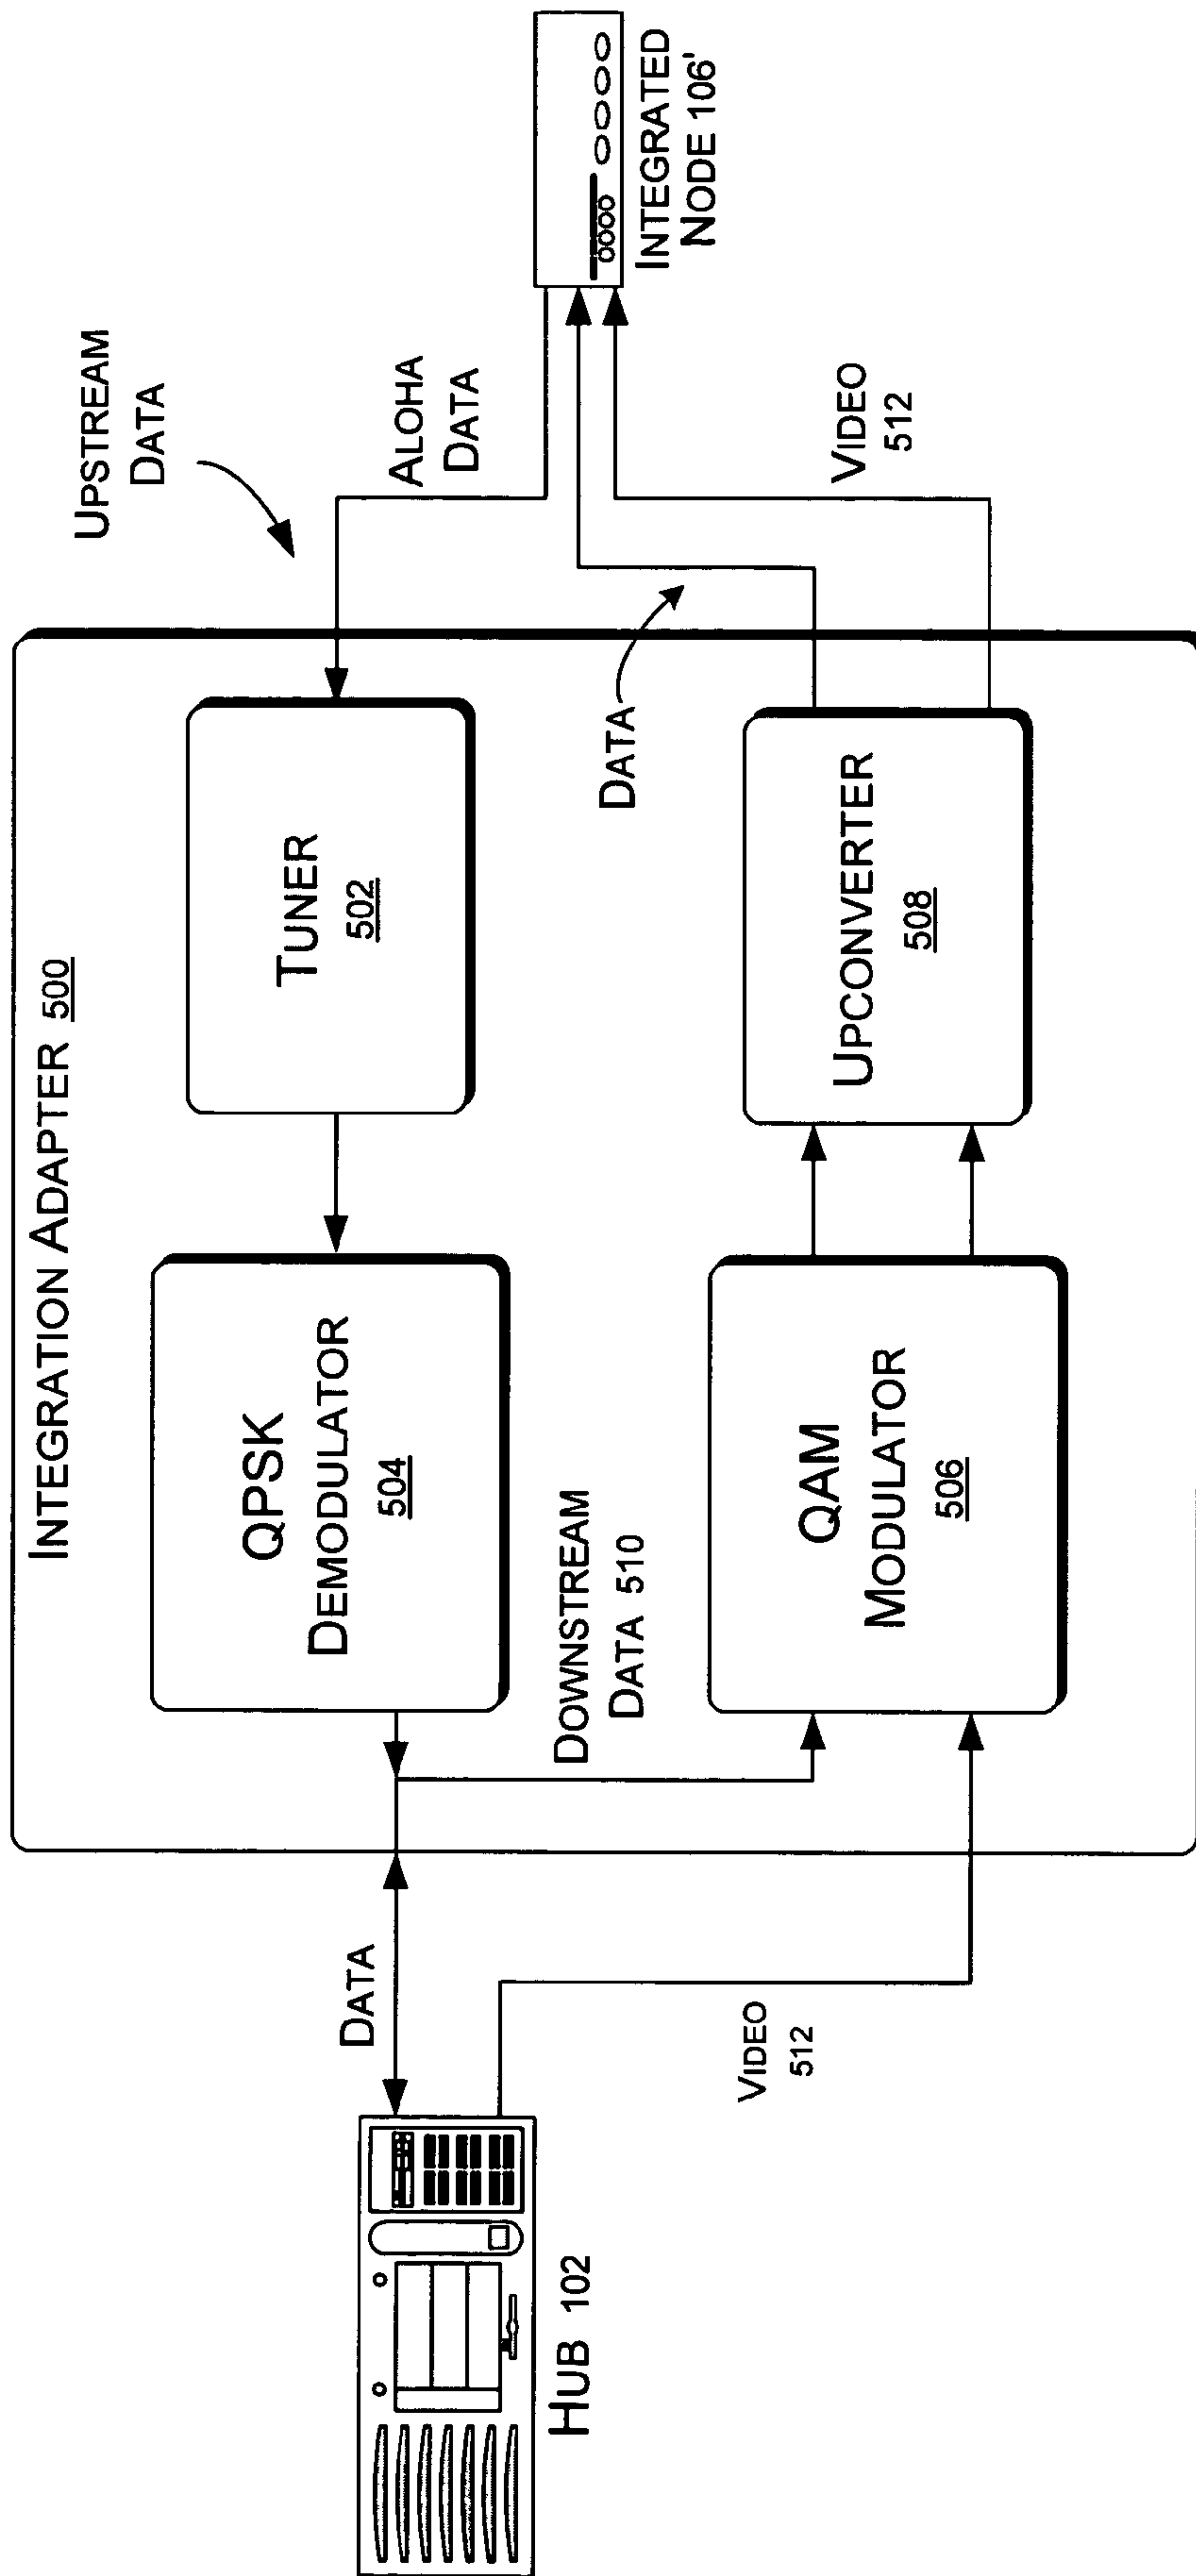 INTEGRATION ADAPTER 500
UPSTREAM
DATA
ALOHA
DATA
QPSK
DEMODULATOR
504
TUNER
502
INTEGRATED
NODE 106'
DATA
HUB 102
DOWNSTREAM
DATA 510
DATA
QAM
MODULATOR
506
UPCONVERTER
508
VIDEO
512
VIDEO
512